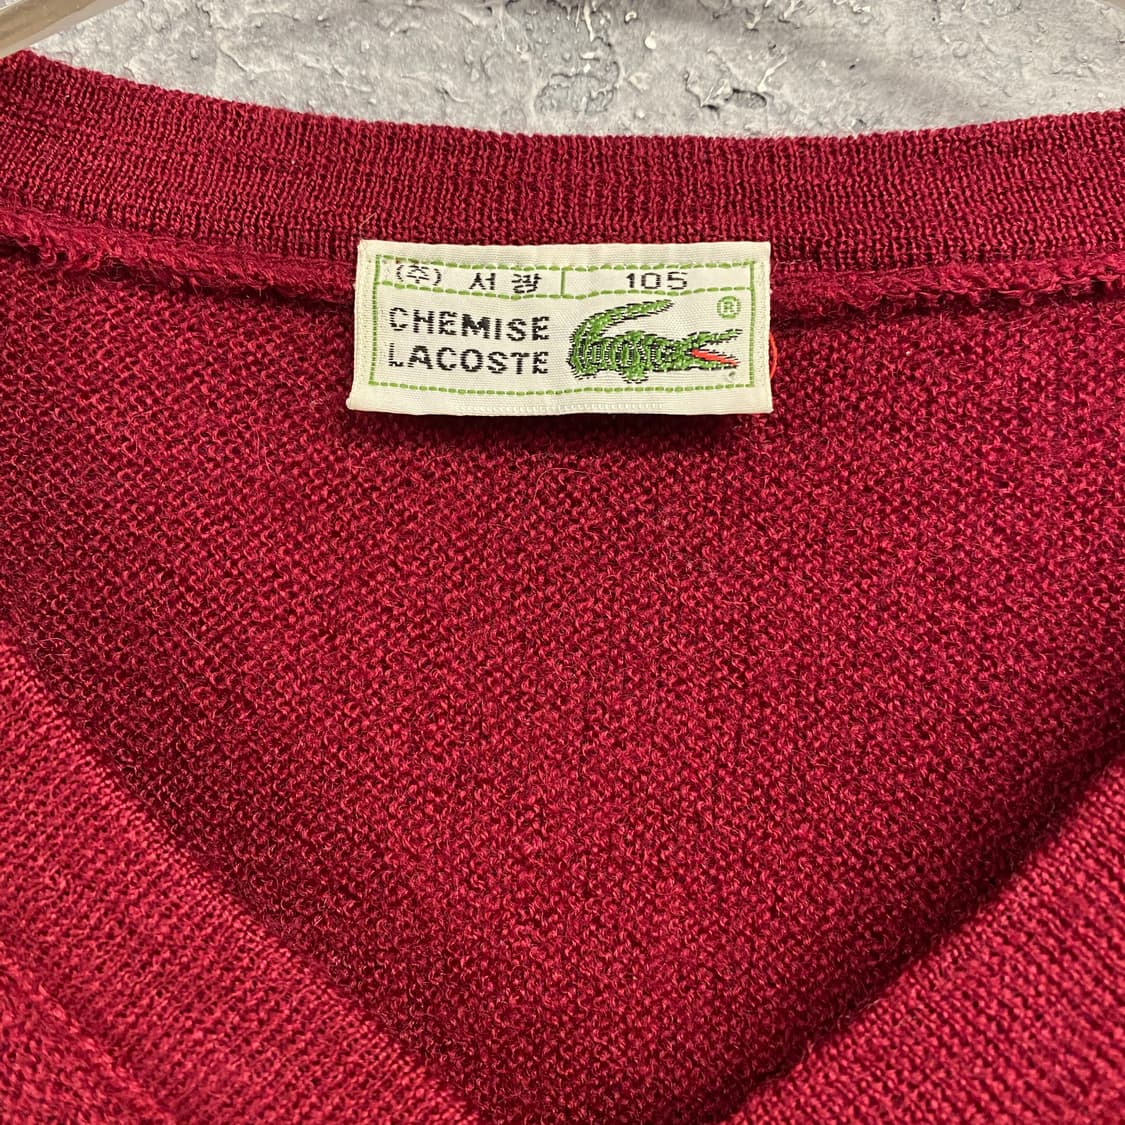 (주) 서광 105
®
CHEMISE
LACOSTE